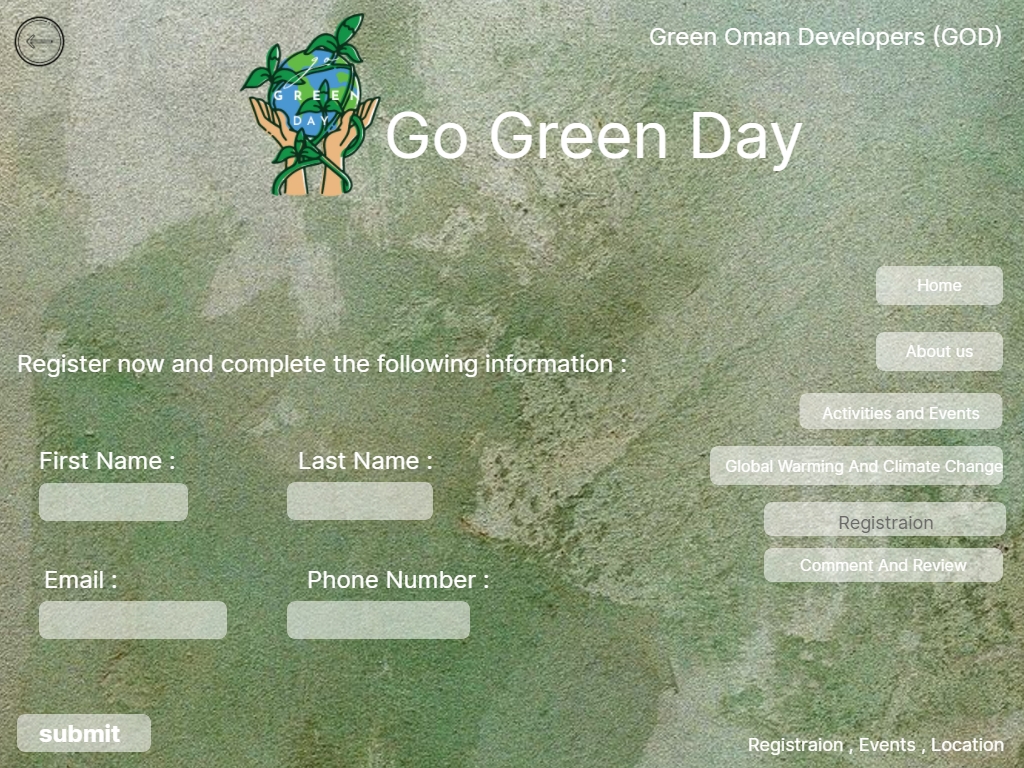 Green Oman Developers (GOD)
GREEN
DAY
Go Green Day
Home
About us
Register now and complete the following information :
Activities and Events
First Name :
Last Name :
Global Warming And Climate Change
Registraion
Comment And Review
Email :
Phone Number :
submit
Registraion , Events , Location